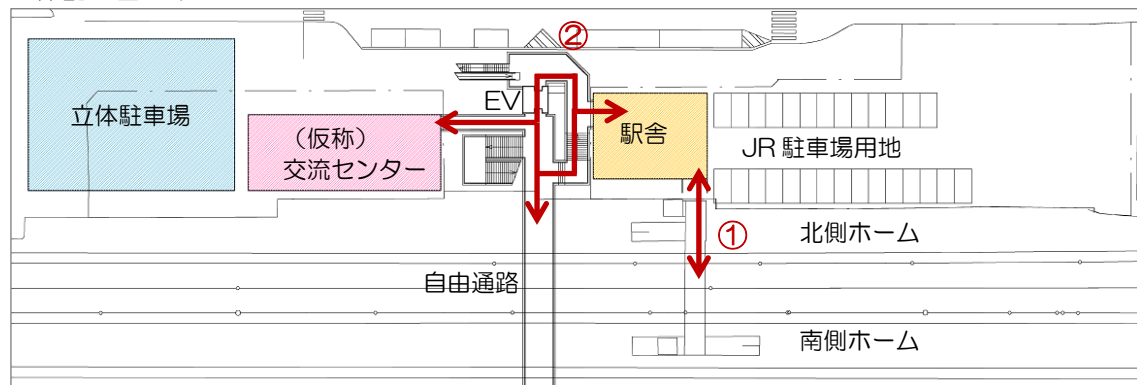 ②
EV
立体駐車場
（仮称）
交流センター
駅舎
JR 駐車場用地
①
北側ホーム
自由通路
南側ホーム